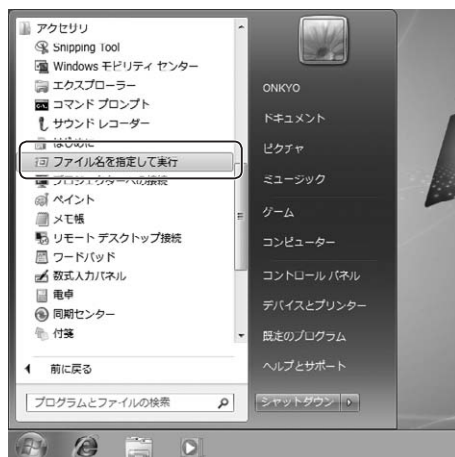 アクセサリ
Snipping Tool
Windows モビリティ センター
エクスプローラー
コマンド プロンプト
サウンド レコーダー
はじめに
ファイル名を指定して実行
プロジェクターへの接続
ペイント
メモ帳
リモート デスクトップ接続
ワードパッド
数式入力パネル
電卓
同期センター
付箋
前に戻る
プログラムとファイルの検索
ONKYO
ドキュメント
ピクチャ
ミュージック
ゲーム
コンピューター
コントロール パネル
デバイスとプリンター
既定のプログラム
ヘルプとサポート
シャットダウン